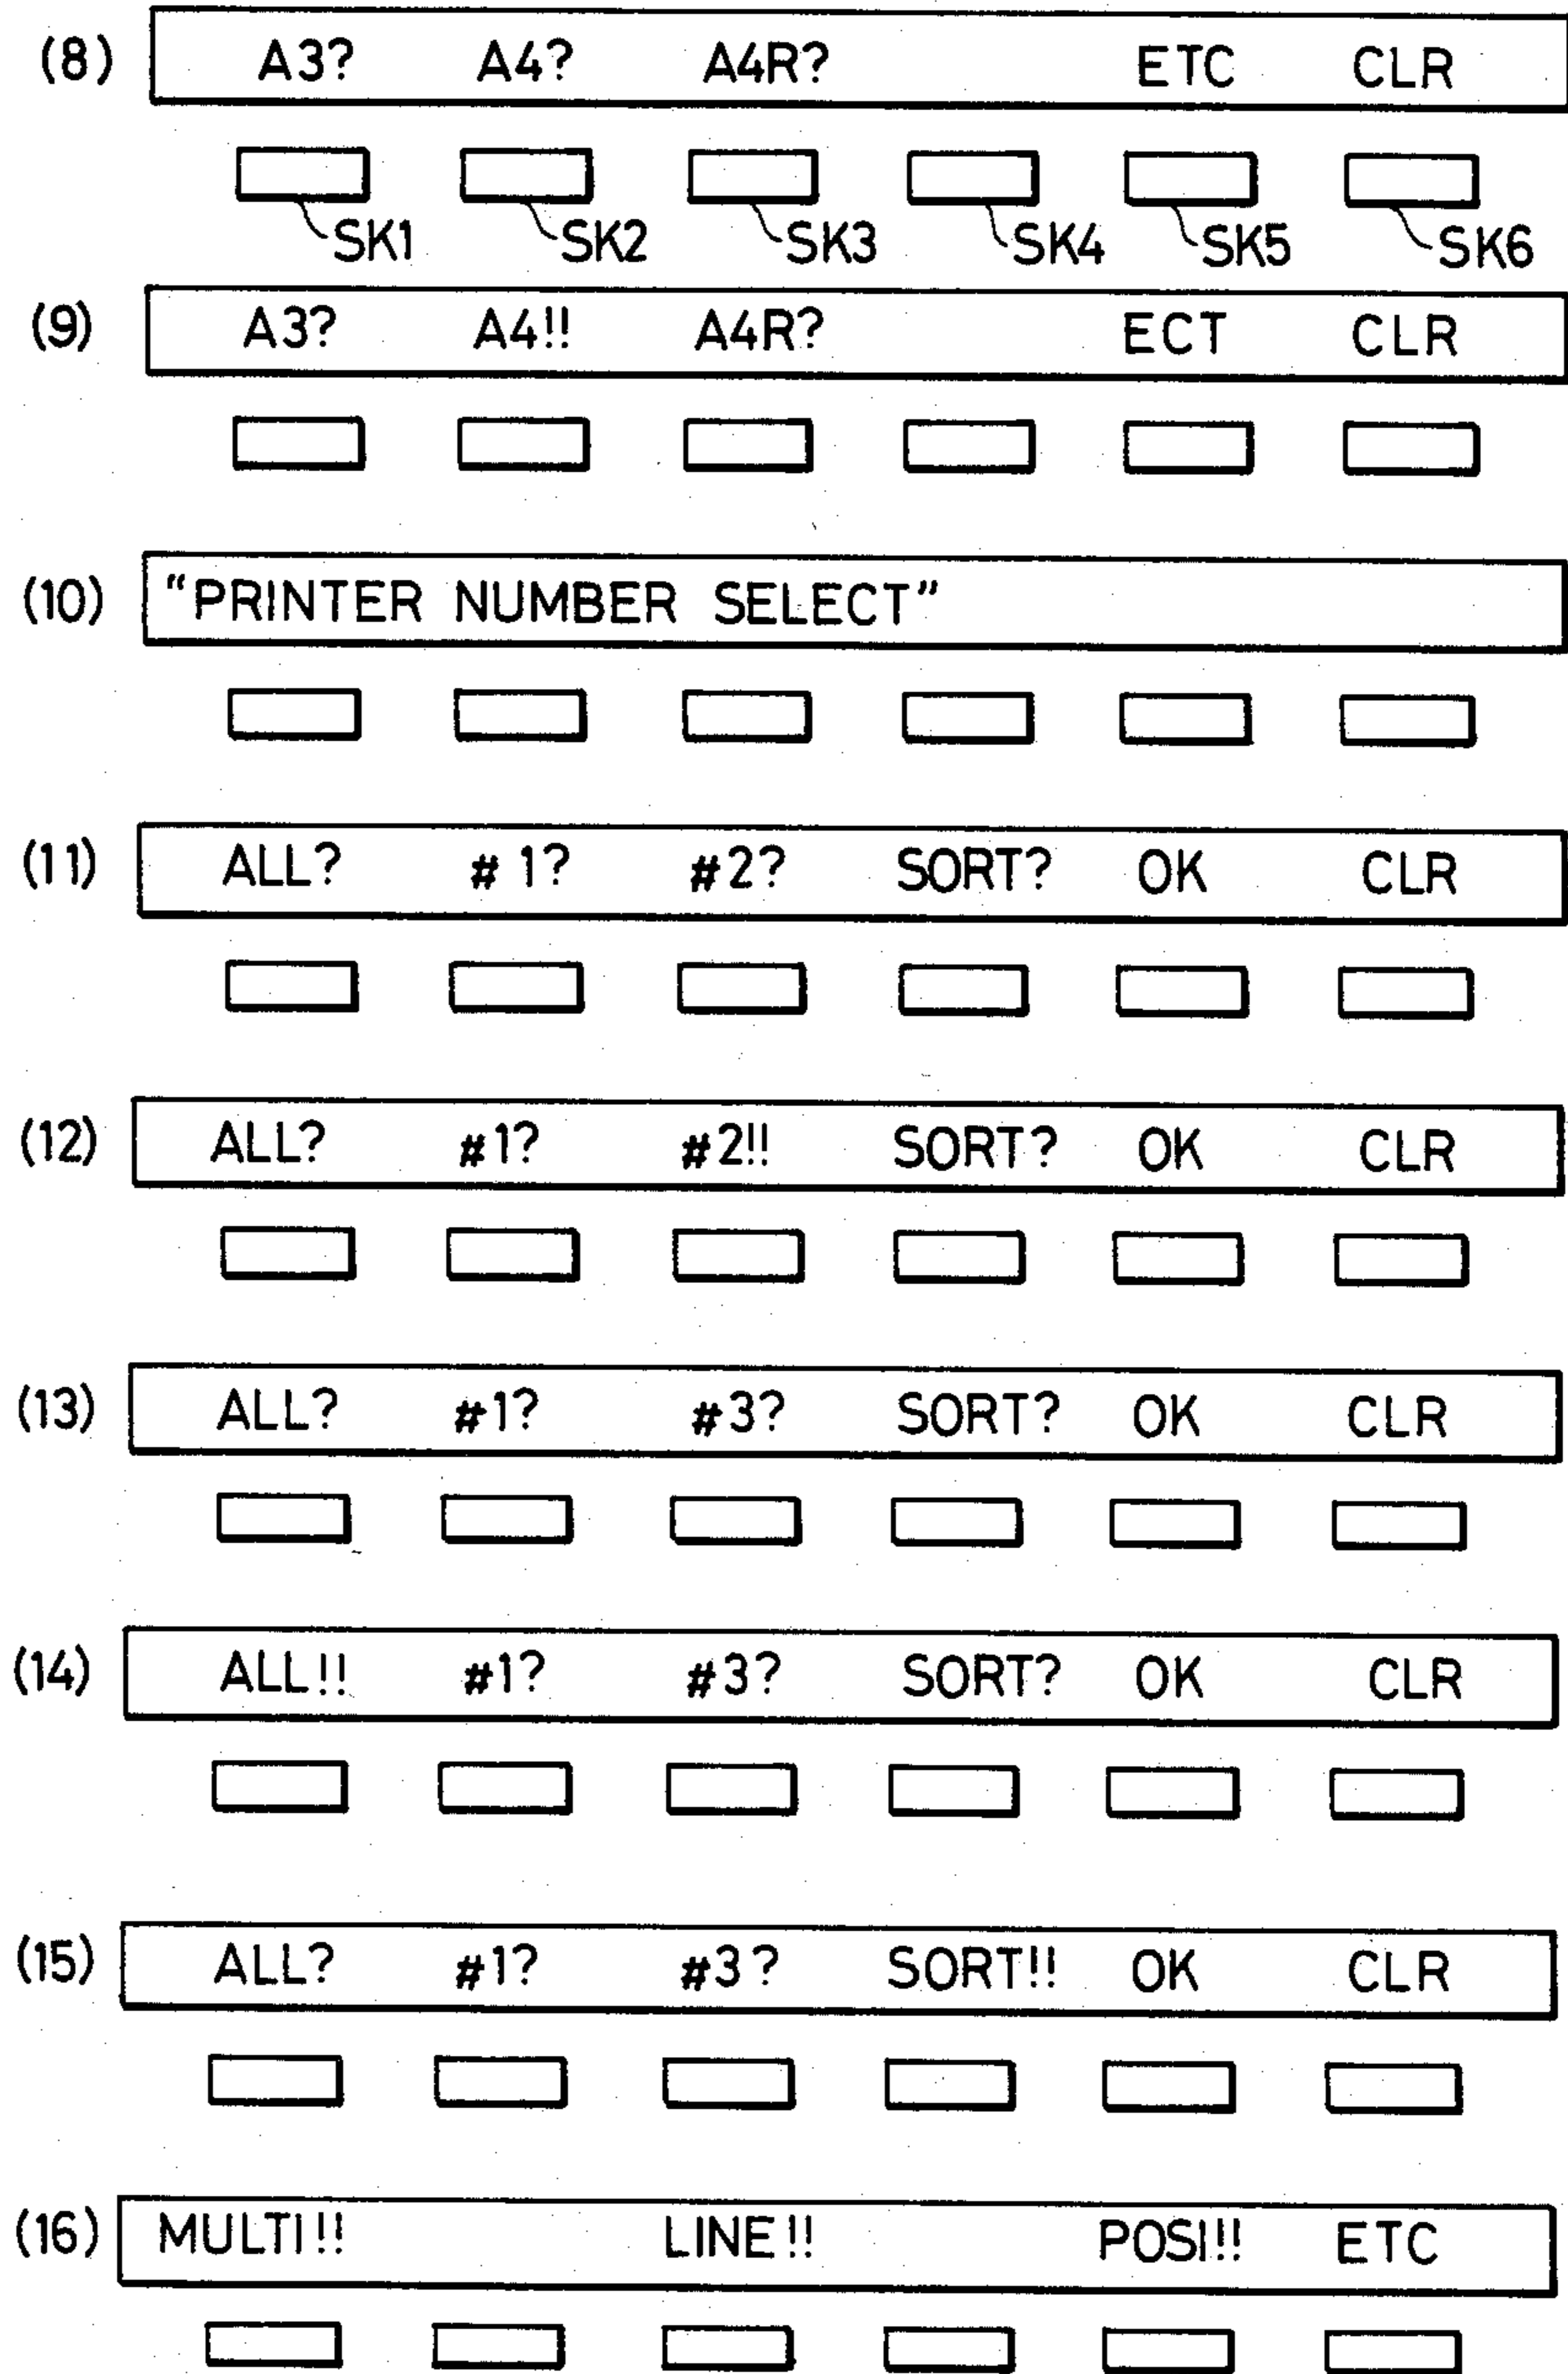 (8) A3? A4? A4R? ETC CLR
SK1 SK2 SK3 SK4 SK5 SK6
(9) A3? A4!! A4R? ECT CLR
(10) “PRINTER NUMBER SELECT”
(11) ALL? # 1? #2? SORT? OK CLR
(12) ALL? #1? #2!! SORT? OK CLR
(13) ALL? #1? #3? SORT? OK CLR
(14) ALL!! #1? #3? SORT? OK CLR
(15) ALL? #1? #3? SORT!! OK CLR
(16) MULTI!! LINE!! POSI!! ETC